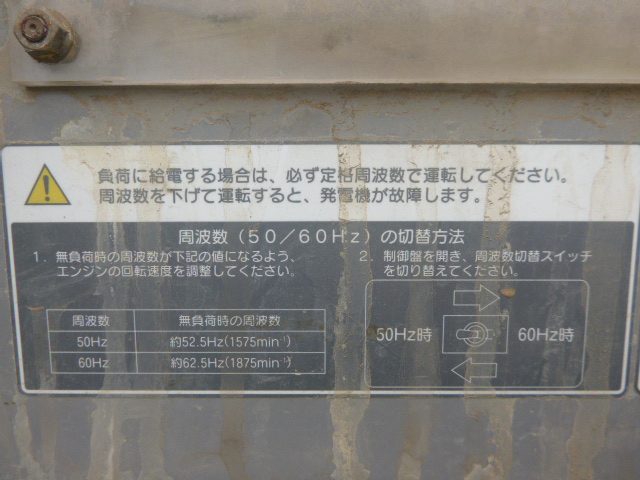 負荷に給電する場合は、必ず定格周波数で運転してください。
周波数を下げて運転すると、発電機が故障します。
周波数（５０／６０Ｈｚ）の切替方法
１．無負荷時の周波数が下記の値になるよう、
エンジンの回転速度を調整してください。
周波数 無負荷時の周波数
50Hz 約52.5Hz(1575min⁻¹)
60Hz 約62.5Hz(1875min⁻¹)
２．制御盤を開き、周波数切替スイッチ
を切り替えてください。
50Hz時 60Hz時